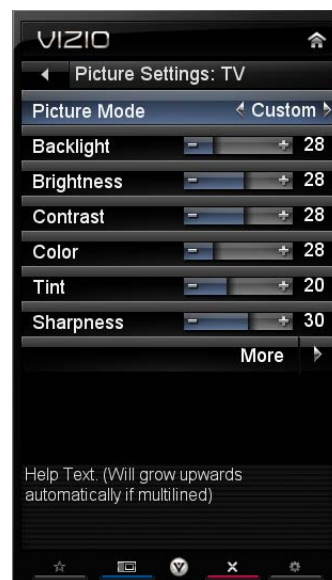 VIZIO
Picture Settings: TV
Picture Mode Custom
Backlight 28
Brightness 28
Contrast 28
Color 28
Tint 20
Sharpness 30
More
Help Text. (Will grow upwards
automatically if multilined)